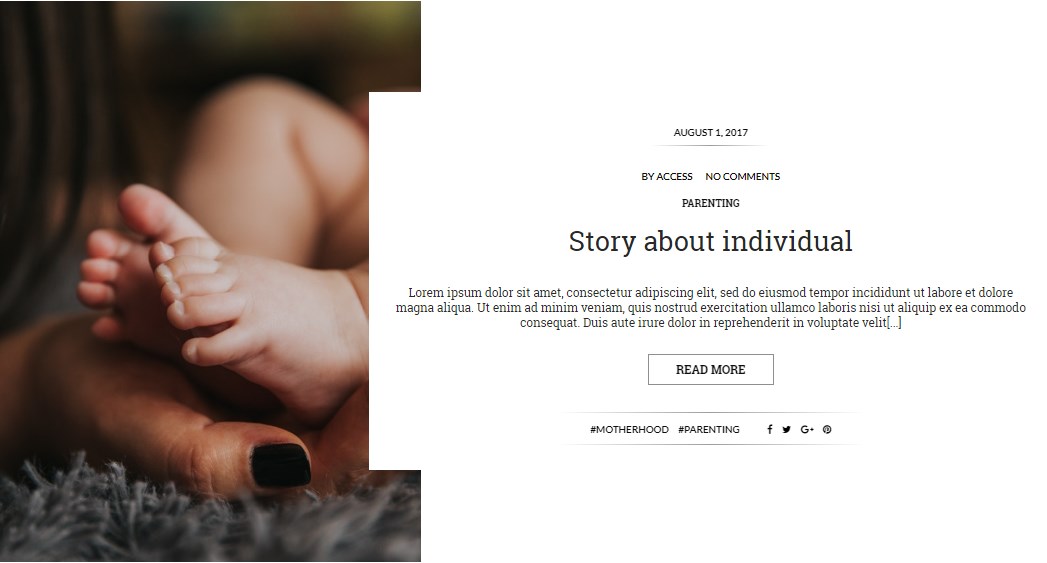 AUGUST 1, 2017
BY ACCESS NO COMMENTS
PARENTING
Story about individual
Lorem ipsum dolor sit amet, consectetur adipiscing elit, sed do eiusmod tempor incididunt ut labore et dolore
magna aliqua. Ut enim ad minim veniam, quis nostrud exercitation ullamco laboris nisi ut aliquip ex ea commodo
consequat. Duis aute irure dolor in reprehenderit in voluptate velit[...]
READ MORE
#MOTHERHOOD #PARENTING